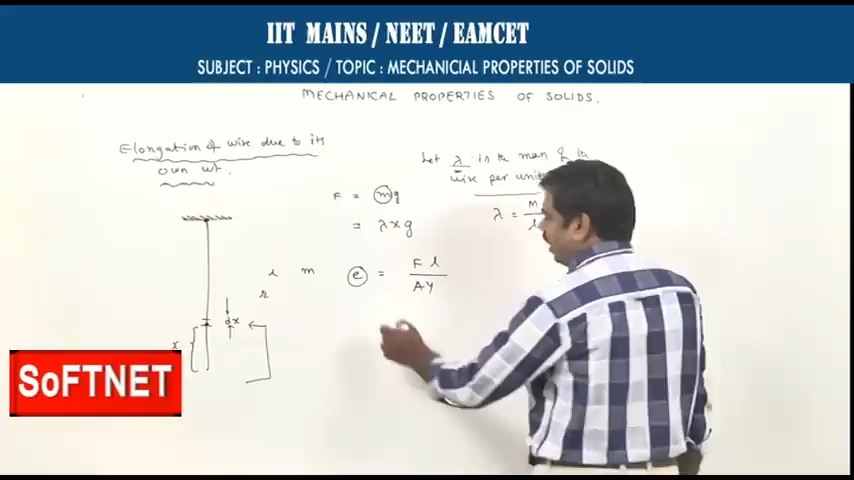 IIT MAINS / NEET / EAMCET
SUBJECT : PHYSICS / TOPIC : MECHANICIAL PROPERTIES OF SOLIDS
MECHANICAL PROPERTIES OF SOLIDS.
Elongation of wire due to its
own wt.
Let λ is the mass of the
wire per unit
λ = M
l
F = mg
= λxg
l m
e = Fl
AY
dx
x
SoFTNET